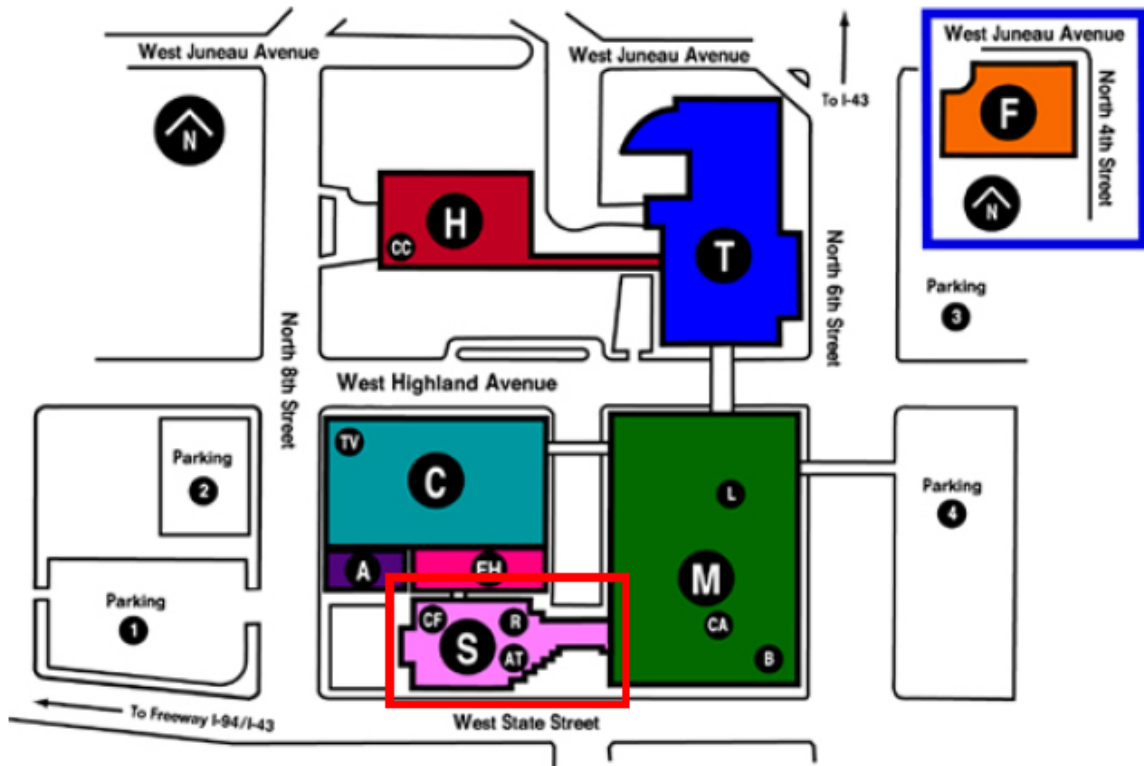 West Juneau Avenue
West Juneau Avenue
West Juneau Avenue
To I-43
N
F
North 4th Street
N
H
CC
T
North 6th Street
Parking
3
North 8th Street
West Highland Avenue
TV
C
Parking
2
L
Parking
4
A
EH
M
Parking
1
CF
R
S
AT
CA
B
To Freeway I-94/I-43
West State Street